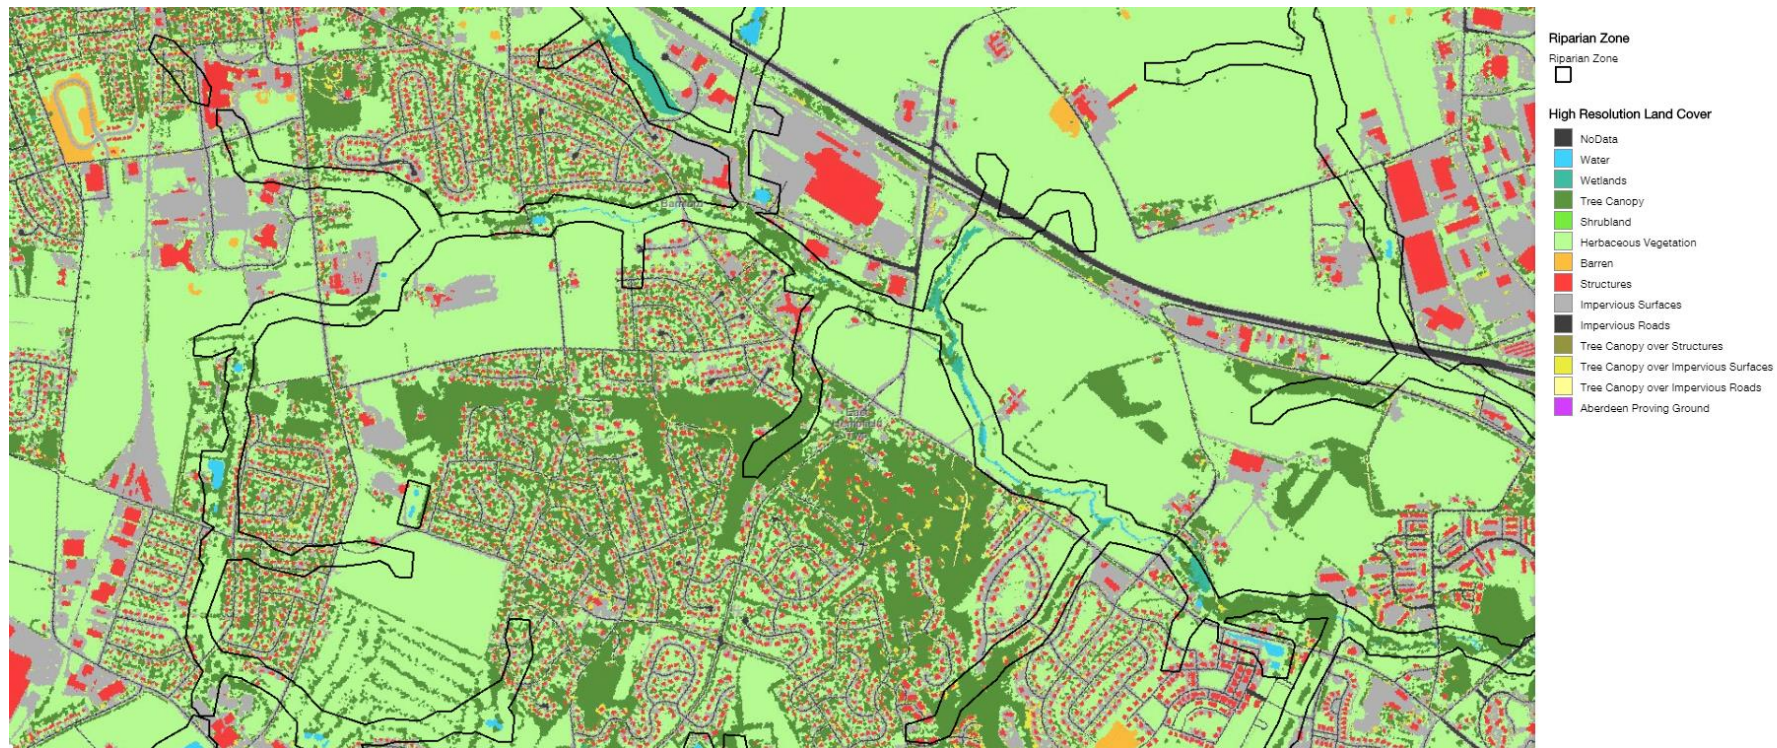 Riparian Zone
Riparian Zone
High Resolution Land Cover
NoData
Water
Wetlands
Tree Canopy
Shrubland
Herbaceous Vegetation
Barren
Structures
Impervious Surfaces
Impervious Roads
Tree Canopy over Structures
Tree Canopy over Impervious Surfaces
Tree Canopy over Impervious Roads
Aberdeen Proving Ground
East